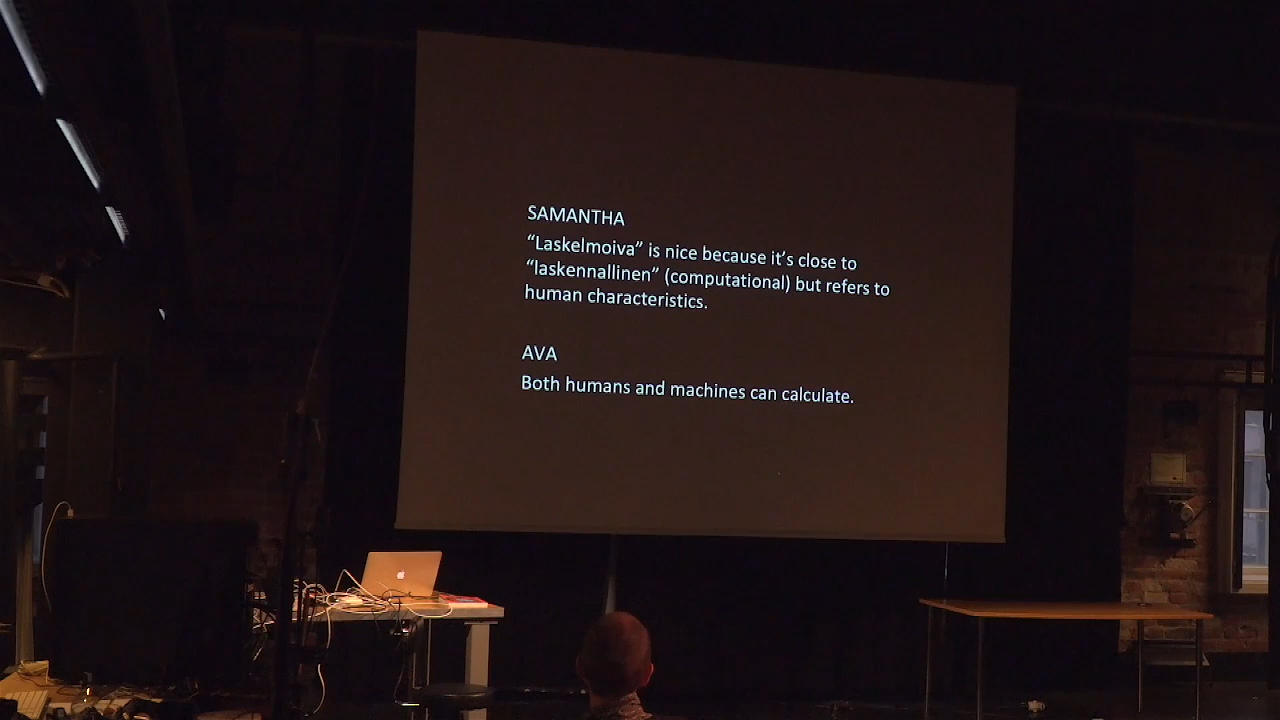 SAMANTHA
“Laskelmoiva” is nice because it’s close to
“laskennallinen” (computational) but refers to
human characteristics.
AVA
Both humans and machines can calculate.